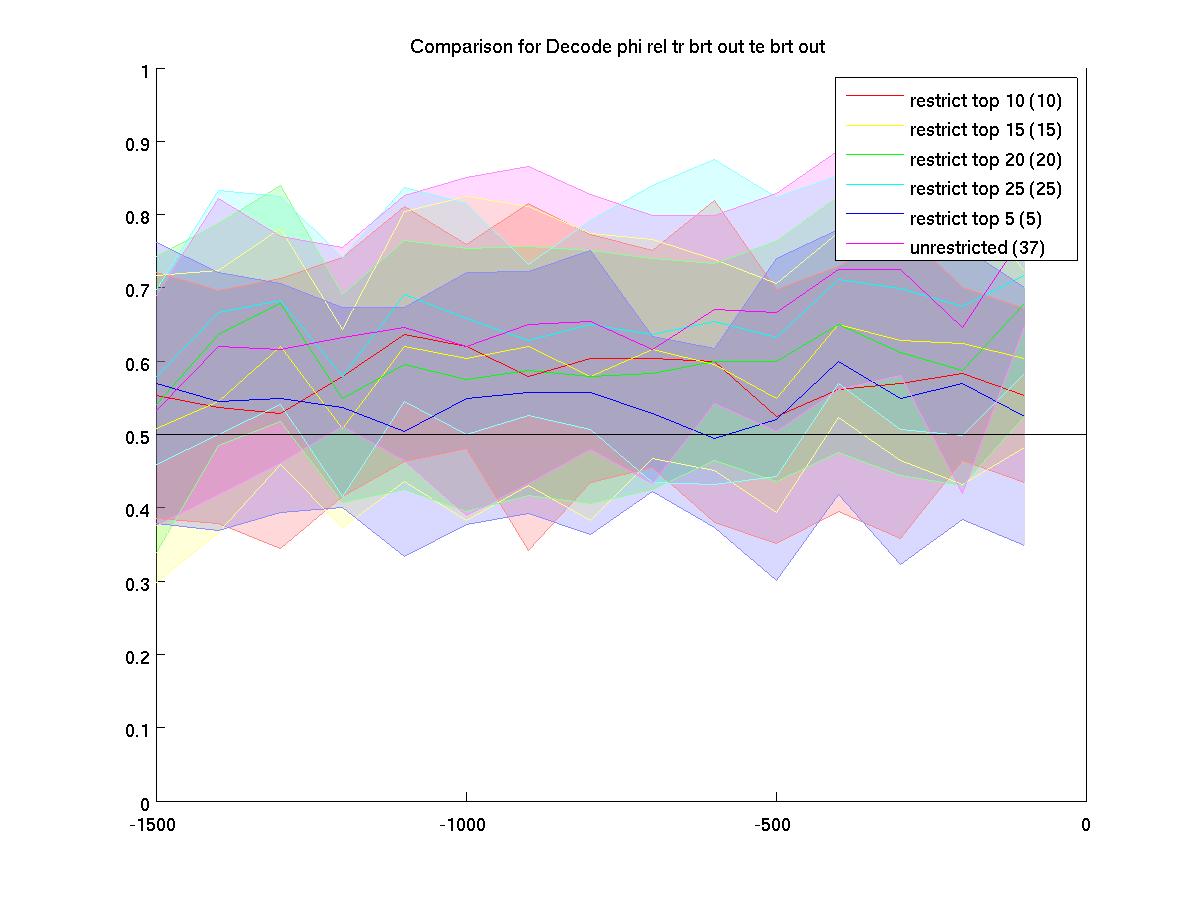 Comparison for Decode phi rel tr brt out te brt out
1
0.9
0.8
0.7
0.6
0.5
0.4
0.3
0.2
0.1
0
-1500
-1000
-500
0
restrict top 10 (10)
restrict top 15 (15)
restrict top 20 (20)
restrict top 25 (25)
restrict top 5 (5)
unrestricted (37)